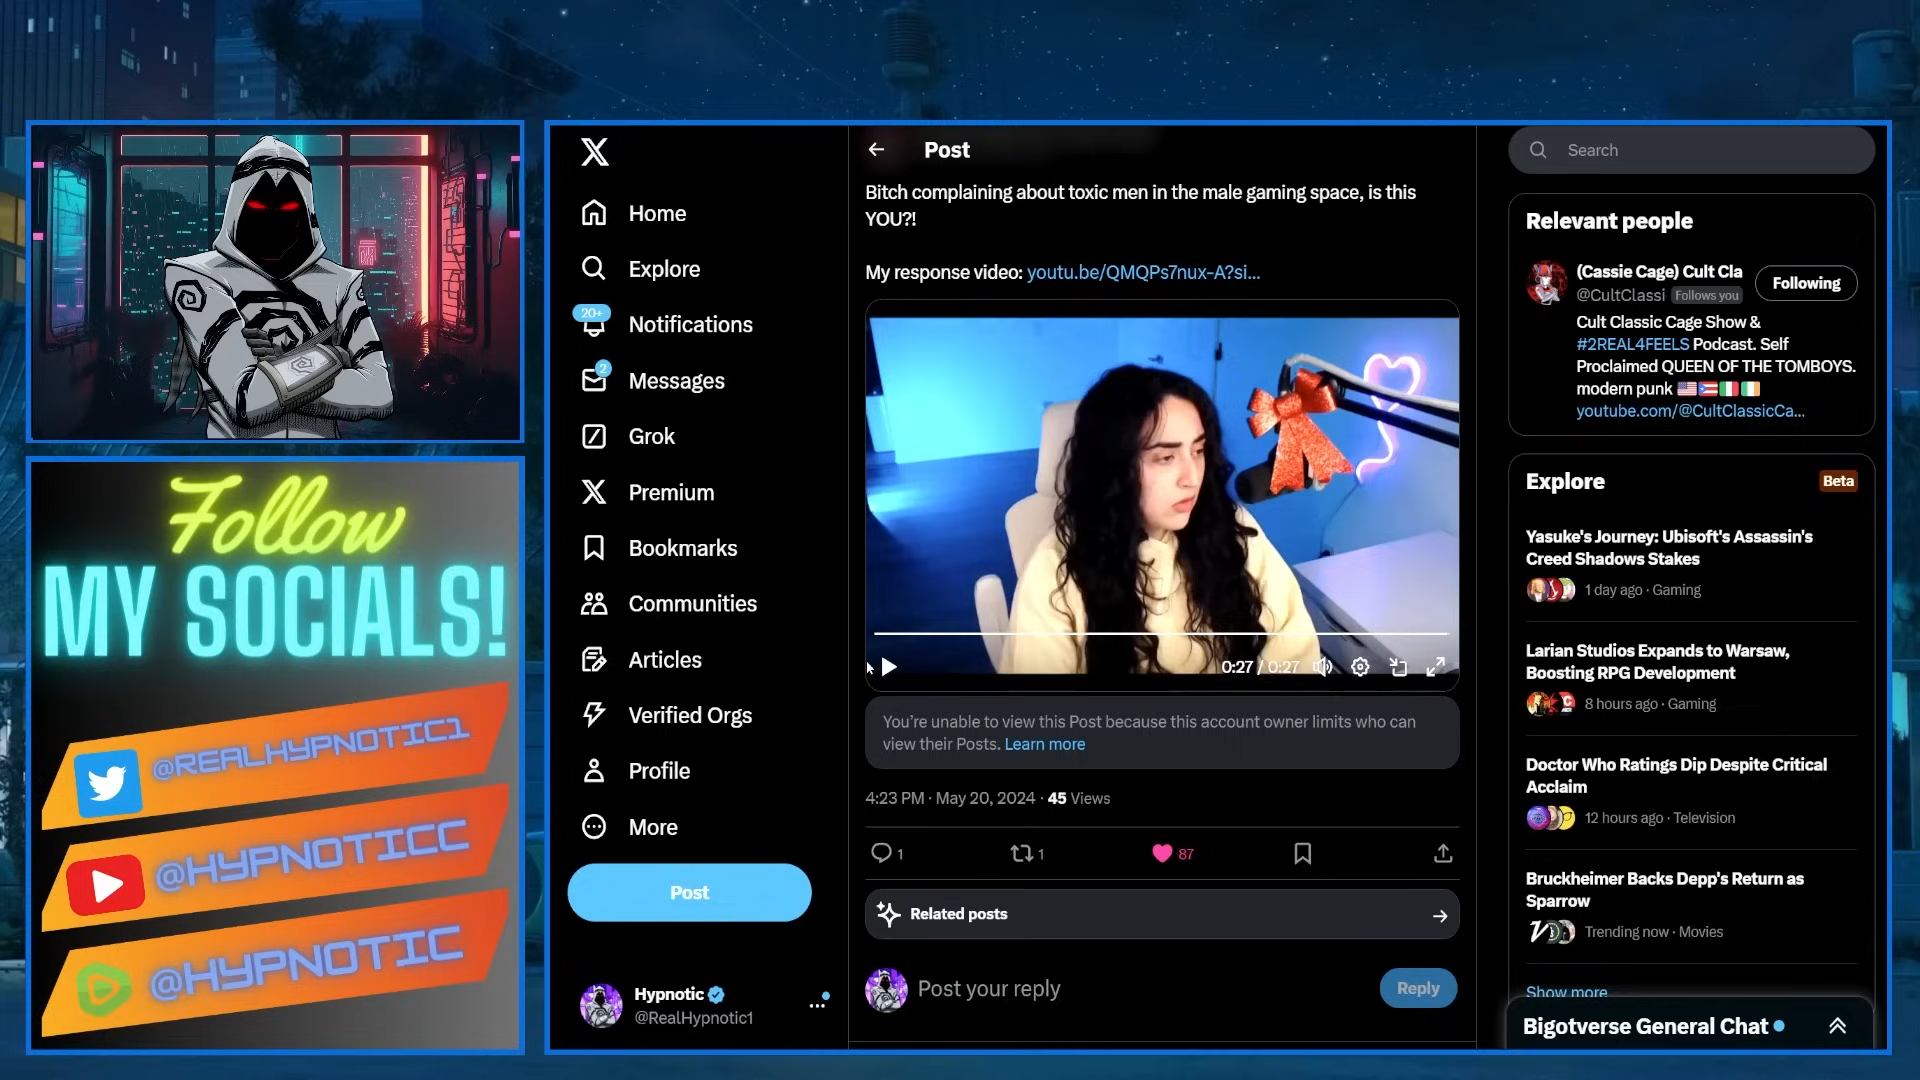 Follow
MY SOCIALS!
@REALHYPNOTIC1
@HYPNOTICC
@HYPNOTIC
Home
Explore
20+
Notifications
2
Messages
Grok
Premium
Bookmarks
Communities
Articles
Verified Orgs
Profile
More
Post
Hypnotic
@RealHypnotic1
Post
Bitch complaining about toxic men in the male gaming space, is this
YOU?!
My response video: youtu.be/QMQPs7nux-A?si...
0:27 / 0:27
You're unable to view this Post because this account owner limits who can
view their Posts. Learn more
4:23 PM · May 20, 2024 · 45 Views
1
1
87
Related posts
Post your reply
Reply
Search
Relevant people
(Cassie Cage) Cult Cla
Following
@CultClassi Follows you
Cult Classic Cage Show &
#2REAL4FEELS Podcast. Self
Proclaimed QUEEN OF THE TOMBOYS.
modern punk
youtube.com/@CultClassicCa...
Explore
Beta
Yasuke's Journey: Ubisoft's Assassin's
Creed Shadows Stakes
1 day ago · Gaming
Larian Studios Expands to Warsaw,
Boosting RPG Development
8 hours ago · Gaming
Doctor Who Ratings Dip Despite Critical
Acclaim
12 hours ago · Television
Bruckheimer Backs Depp's Return as
Sparrow
Trending now · Movies
Show more
Bigotverse General Chat